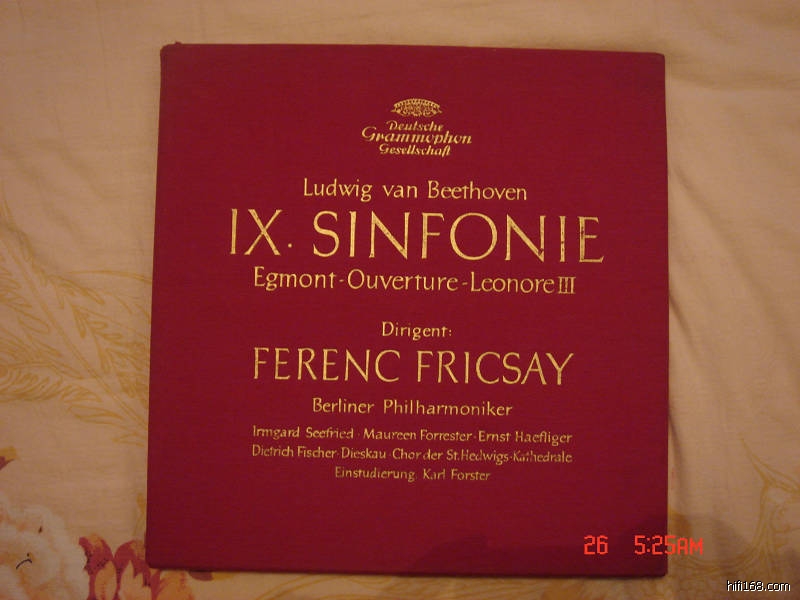 Deutsche
Grammophon
Gesellschaft
Ludwig van Beethoven
IX. SINFONIE
Egmont-Ouverture-Leonore III
Dirigent:
FERENC FRICSAY
Berliner Philharmoniker
Irmgard Seefried · Maureen Forrester · Ernst Haefliger
Dietrich Fischer-Dieskau · Chor der St. Hedwigs-Kathedrale
Einstudierung: Karl Forster
26 5:25AM
hifi168.com